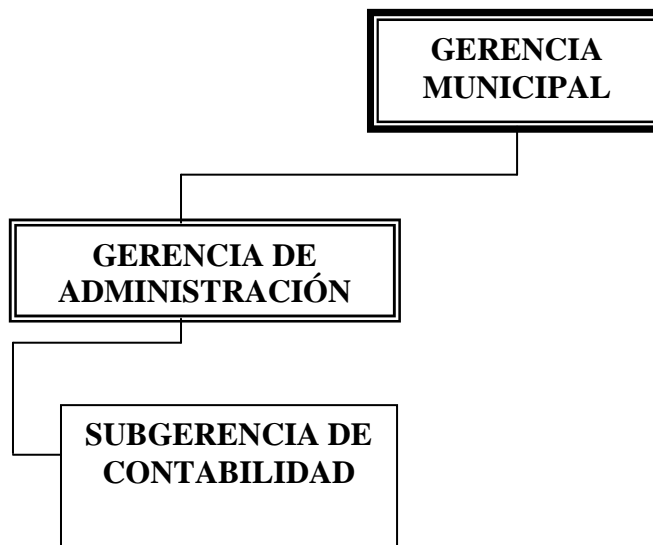 GERENCIA
MUNICIPAL
GERENCIA DE
ADMINISTRACIÓN
SUBGERENCIA DE
CONTABILIDAD